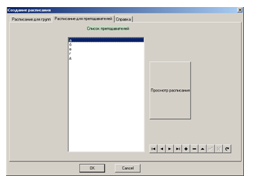 Создание расписания
Расписание для групп Расписание для преподавателей Справка
Список преподавателей
Просмотр расписания
OK Cancel